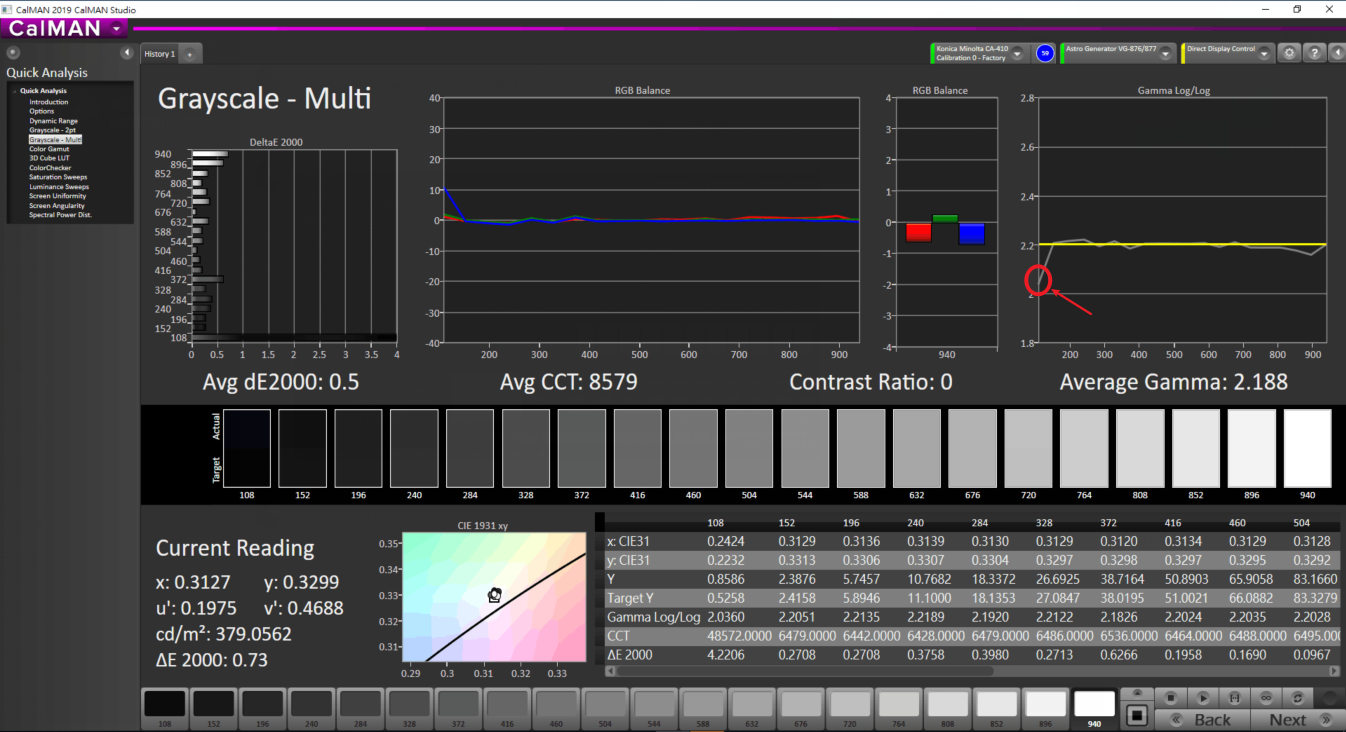 CalMAN 2019 CalMAN Studio
CalMAN
History 1
Konica Minolta CA-410
Calibration 0 - Factory
59
Astro Generator VG-876/877
Direct Display Control
?
Quick Analysis
Quick Analysis
Introduction
Options
Dynamic Range
Grayscale - 2pt
Grayscale - Multi
Color Gamut
3D Cube LUT
ColorChecker
Saturation Sweeps
Luminance Sweeps
Screen Uniformity
Screen Angularity
Spectral Power Dist.
Grayscale - Multi
DeltaE 2000
940
896
852
808
764
720
676
632
588
544
504
460
416
372
328
284
240
196
152
108
0 0.5 1 1.5 2 2.5 3 3.5 4
Avg dE2000: 0.5
RGB Balance
40
30
20
10
0
-10
-20
-30
-40
200 300 400 500 600 700 800 900
Avg CCT: 8579
RGB Balance
4
3
2
1
0
-1
-2
-3
-4
940
Contrast Ratio: 0
Gamma Log/Log
2.8
2.6
2.4
2.2
2
1.8
200 300 400 500 600 700 800 900
Average Gamma: 2.188
Actual
Target
108 152 196 240 284 328 372 416 460 504 544 588 632 676 720 764 808 852 896 940
Current Reading
x: 0.3127 y: 0.3299
u': 0.1975 v': 0.4688
cd/m²: 379.0562
ΔE 2000: 0.73
CIE 1931 xy
0.35
0.34
0.33
0.32
0.31
0.29 0.3 0.31 0.32 0.33
108 152 196 240 284 328 372 416 460 504
x: CIE31 0.2424 0.3129 0.3136 0.3139 0.3130 0.3129 0.3120 0.3134 0.3129 0.3128
y: CIE31 0.2232 0.3313 0.3306 0.3307 0.3304 0.3297 0.3298 0.3297 0.3295 0.3292
Y 0.8586 2.3876 5.7457 10.7682 18.3372 26.6925 38.7164 50.8903 65.9058 83.1660
Target Y 0.5258 2.4158 5.8946 11.1000 18.1353 27.0847 38.0195 51.0021 66.0882 83.3279
Gamma Log/Log 2.0360 2.2051 2.2135 2.2189 2.1920 2.2122 2.1826 2.2024 2.2035 2.2028
CCT 48572.0000 6479.0000 6442.0000 6428.0000 6479.0000 6486.0000 6536.0000 6464.0000 6488.0000 6495.00
ΔE 2000 4.2206 0.2708 0.2708 0.3758 0.3980 0.2713 0.6266 0.1958 0.1690 0.0967
108 152 196 240 284 328 372 416 460 504 544 588 632 676 720 764 808 852 896 940
Back Next